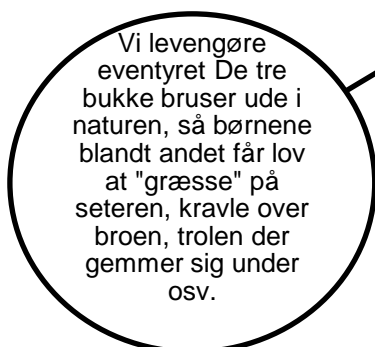 Vi levengøre
eventyret De tre
bukke bruser ude i
naturen, så børnene
blandt andet får lov
at "græsse" på
seteren, kravle over
broen, trolen der
gemmer sig under
osv.